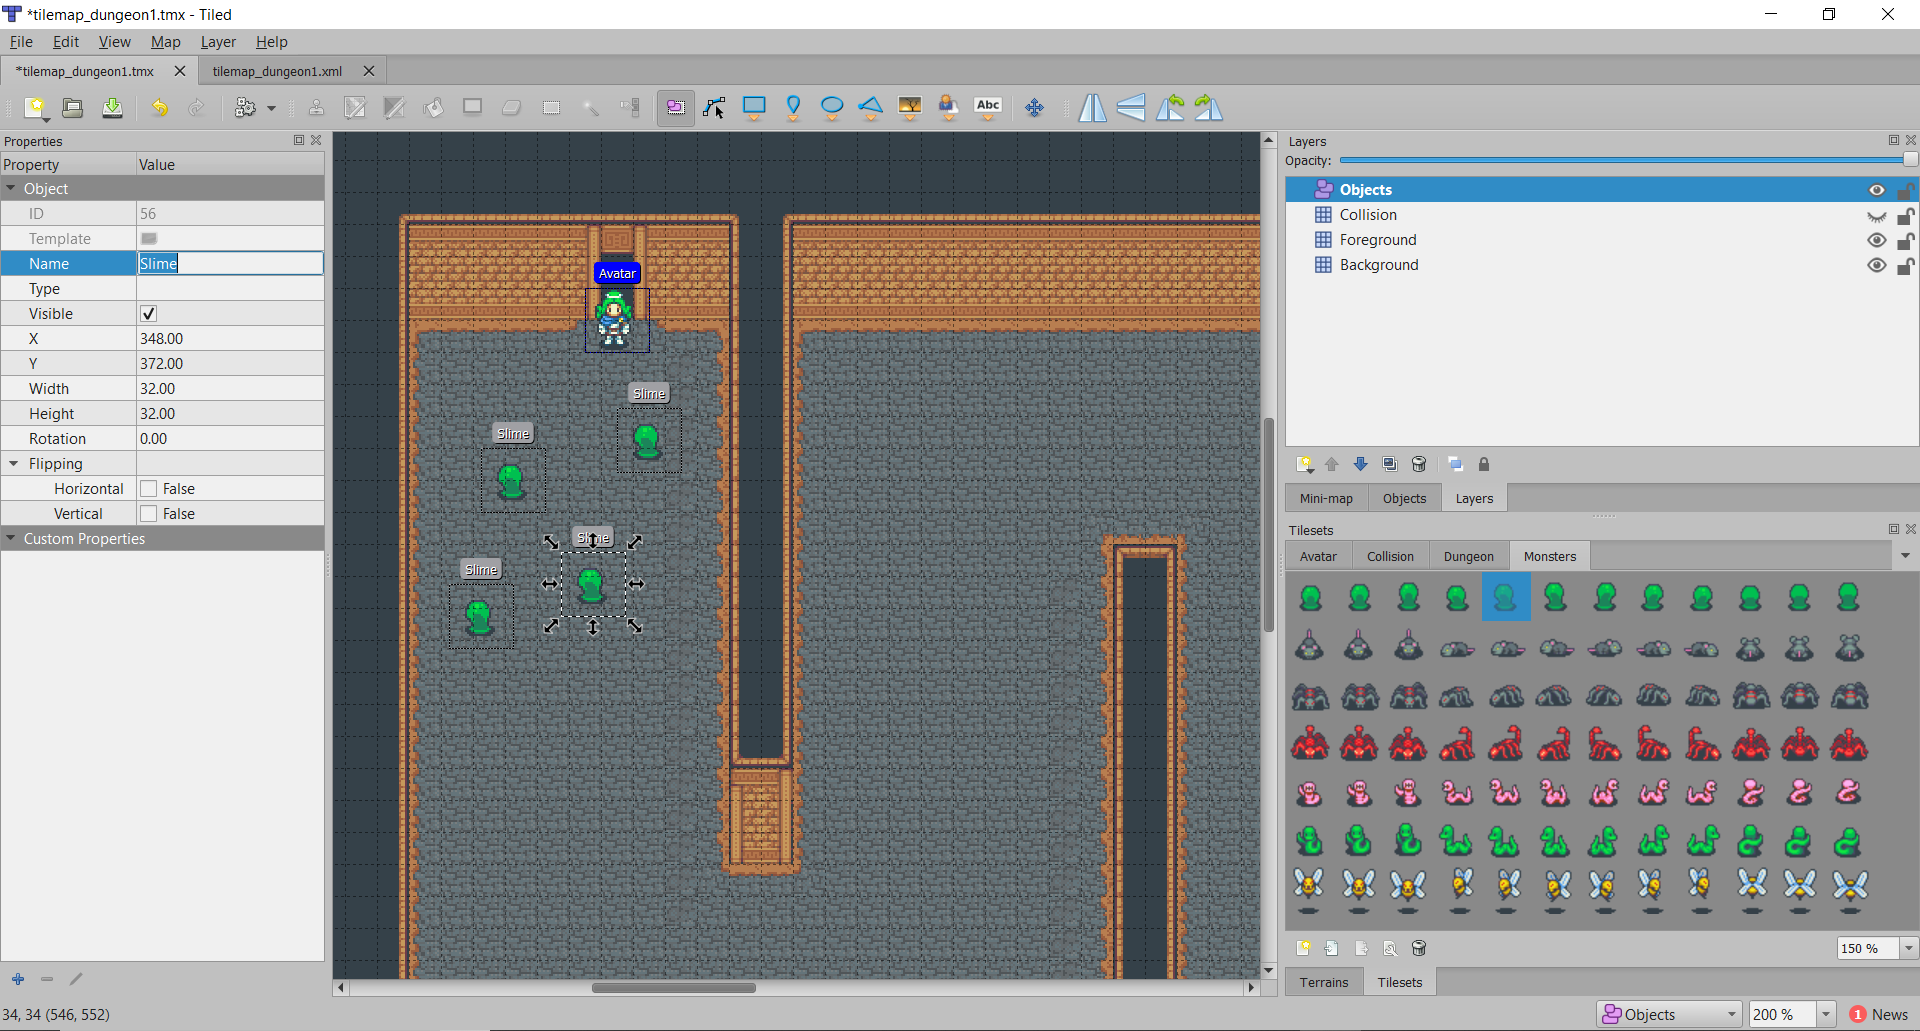 *tilemap_dungeon1.tmx - Tiled
File Edit View Map Layer Help
*tilemap_dungeon1.tmx tilemap_dungeon1.xml
Abc
Properties
Property Value
Object
ID 56
Template
Name Slime
Type
Visible
X 348.00
Y 372.00
Width 32.00
Height 32.00
Rotation 0.00
Flipping
Horizontal False
Vertical False
Custom Properties
34, 34 (546, 552)
Avatar
Slime
Slime
Slime
Slime
Layers
Opacity:
Objects
Collision
Foreground
Background
Mini-map Objects Layers
Tilesets
Avatar Collision Dungeon Monsters
150 %
Terrains Tilesets
Objects 200 % 1 News